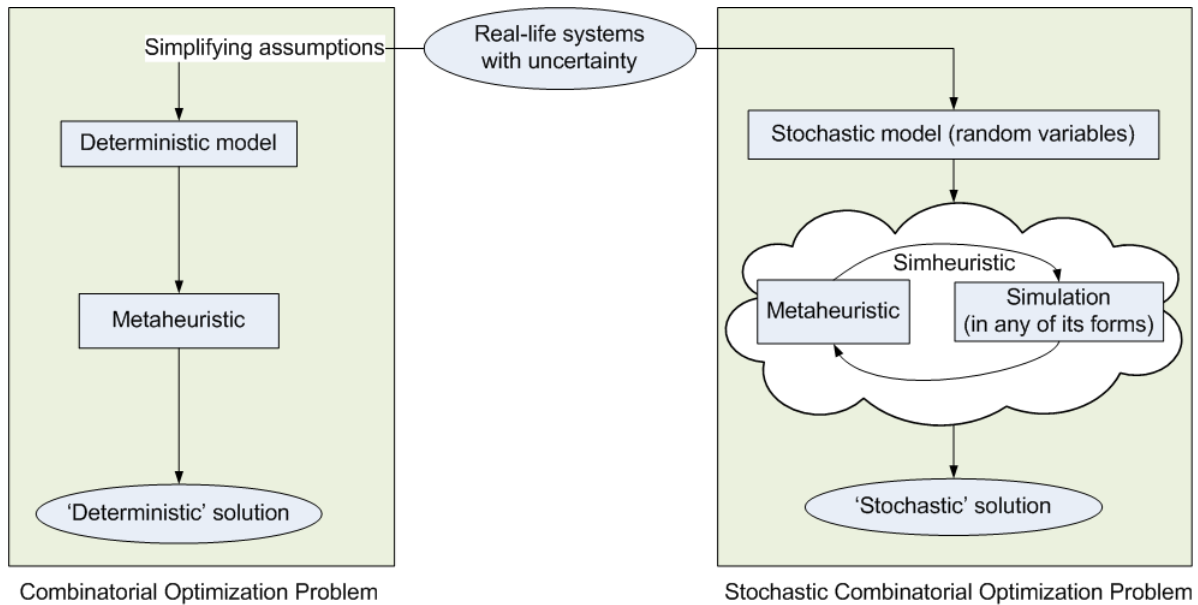 Simplifying assumptions
Real-life systems
with uncertainty
Deterministic model
Metaheuristic
‘Deterministic’ solution
Combinatorial Optimization Problem
Stochastic model (random variables)
Simheuristic
Metaheuristic
Simulation
(in any of its forms)
‘Stochastic’ solution
Stochastic Combinatorial Optimization Problem